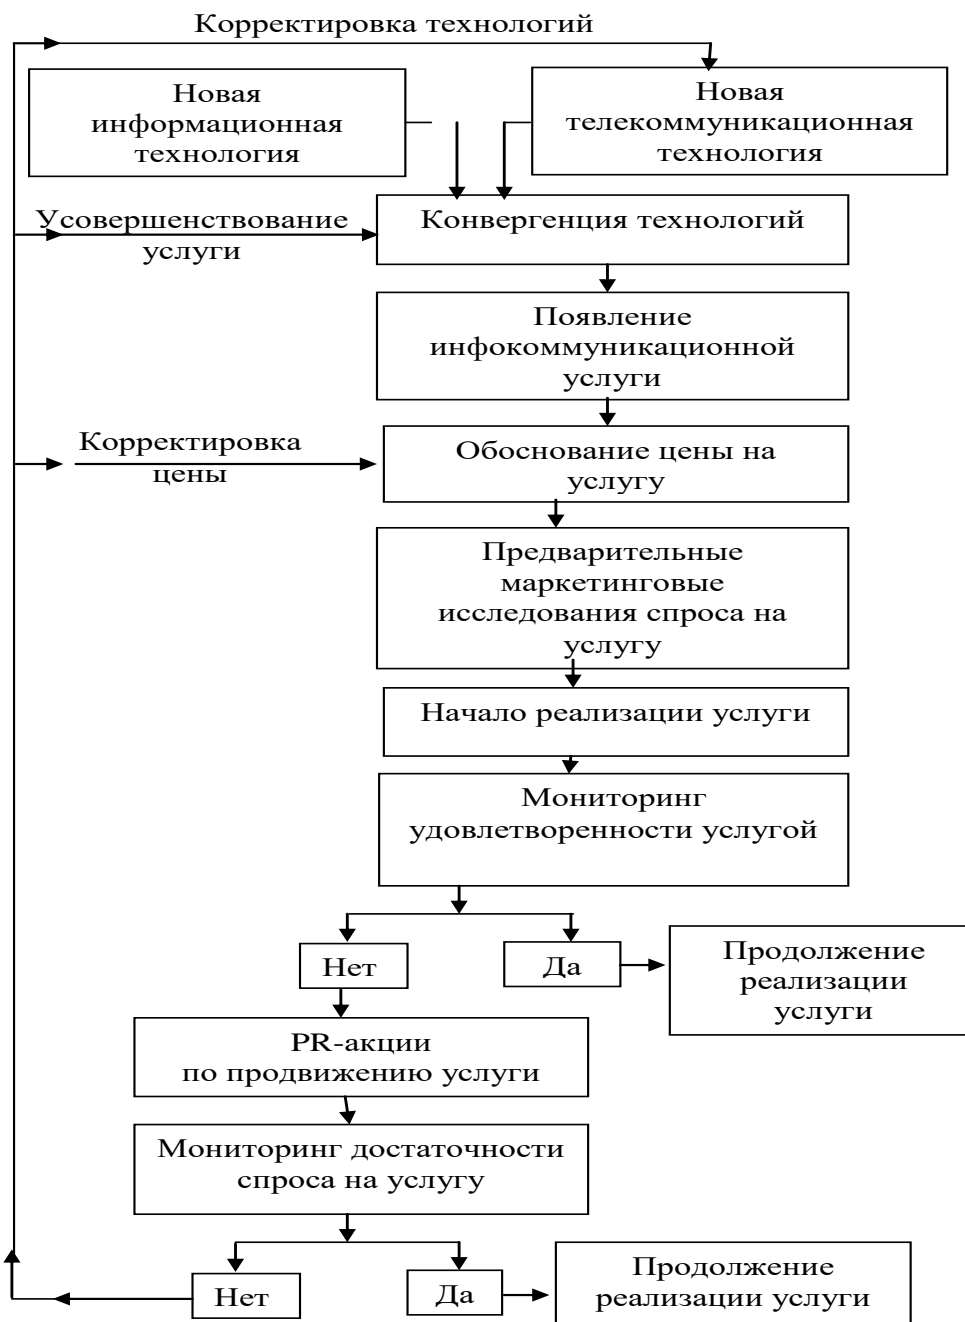 Корректировка технологий
Новая
информационная
технология
Новая
телекоммуникационная
технология
Усовершенствование
услуги
Конвергенция технологий
Появление
инфокоммуникационной
услуги
Корректировка
цены
Обоснование цены на
услугу
Предварительные
маркетинговые
исследования спроса на
услугу
Начало реализации услуги
Мониторинг
удовлетворенности услугой
Нет
Да
Продолжение
реализации
услуги
PR-акции
по продвижению услуги
Мониторинг достаточности
спроса на услугу
Нет
Да
Продолжение
реализации услуги